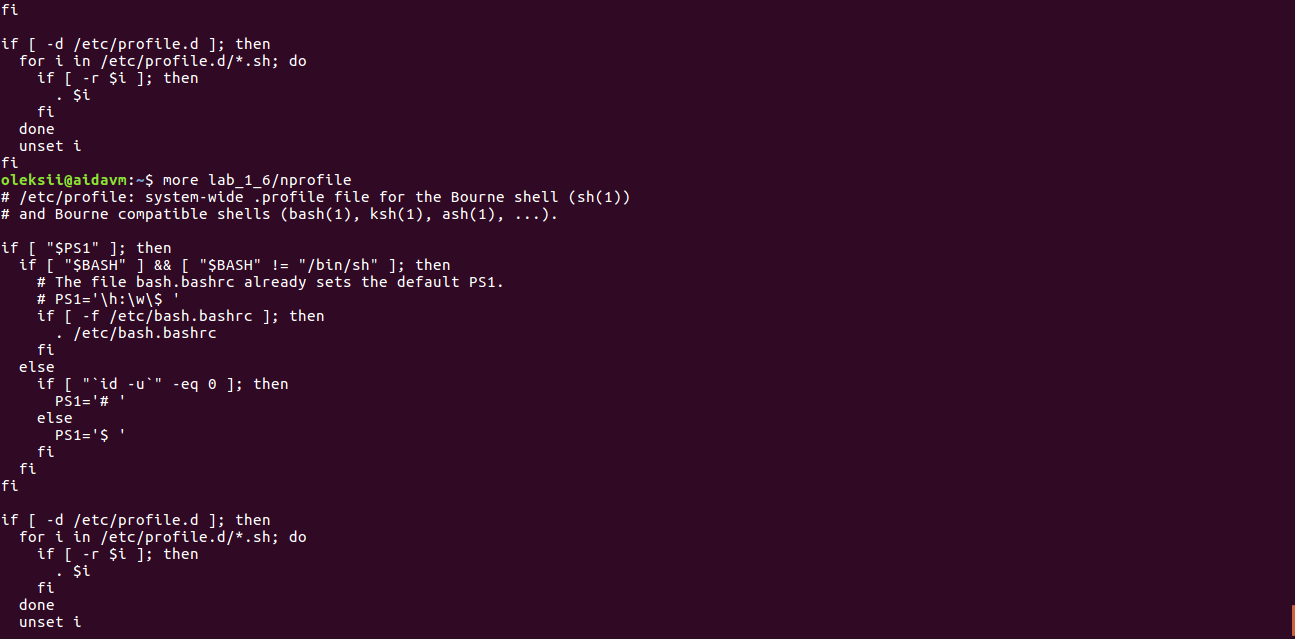 fi

if [ -d /etc/profile.d ]; then
  for i in /etc/profile.d/*.sh; do
    if [ -r $i ]; then
      . $i
    fi
  done
  unset i
fi
oleksii@aidavm:~$ more lab_1_6/nprofile
# /etc/profile: system-wide .profile file for the Bourne shell (sh(1))
# and Bourne compatible shells (bash(1), ksh(1), ash(1), ...).

if [ "$PS1" ]; then
  if [ "$BASH" ] && [ "$BASH" != "/bin/sh" ]; then
    # The file bash.bashrc already sets the default PS1.
    # PS1='\h:\w\$ '
    if [ -f /etc/bash.bashrc ]; then
      . /etc/bash.bashrc
    fi
  else
    if [ "`id -u`" -eq 0 ]; then
      PS1='# '
    else
      PS1='$ '
    fi
  fi
fi

if [ -d /etc/profile.d ]; then
  for i in /etc/profile.d/*.sh; do
    if [ -r $i ]; then
      . $i
    fi
  done
  unset i